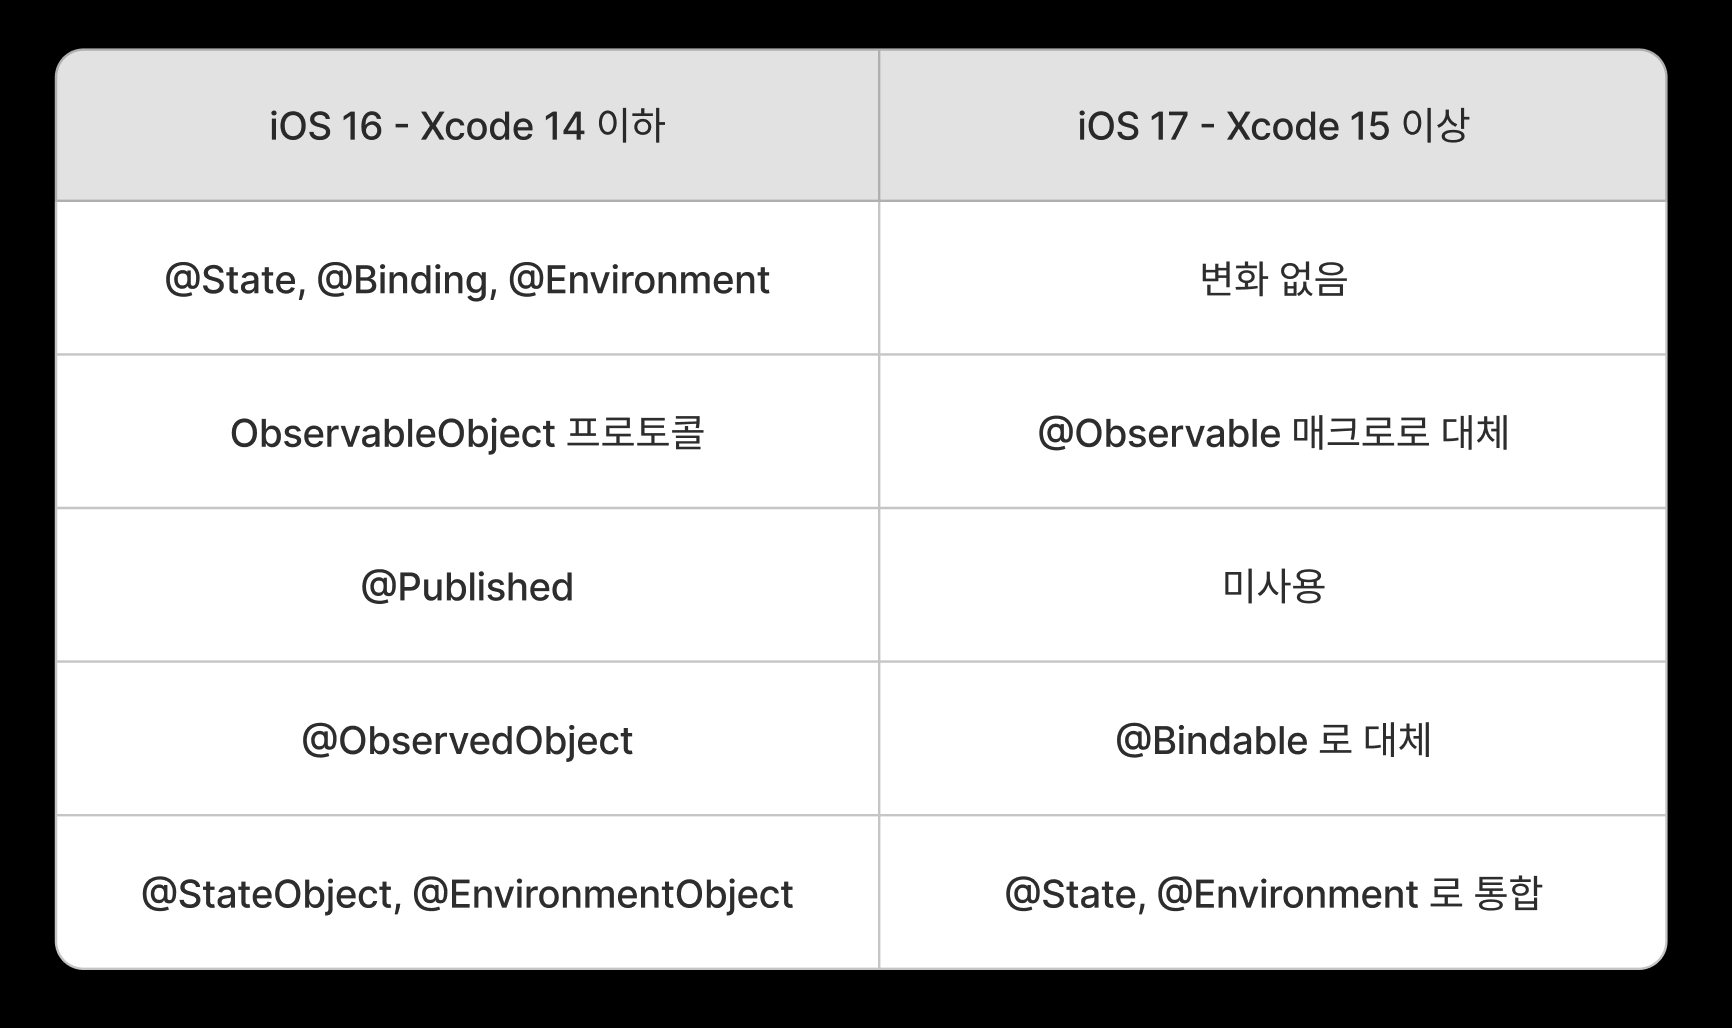 iOS 16 - Xcode 14 이하
iOS 17 - Xcode 15 이상
@State, @Binding, @Environment
변화 없음
ObservableObject 프로토콜
@Observable 매크로로 대체
@Published
미사용
@ObservedObject
@Bindable 로 대체
@StateObject, @EnvironmentObject
@State, @Environment 로 통합